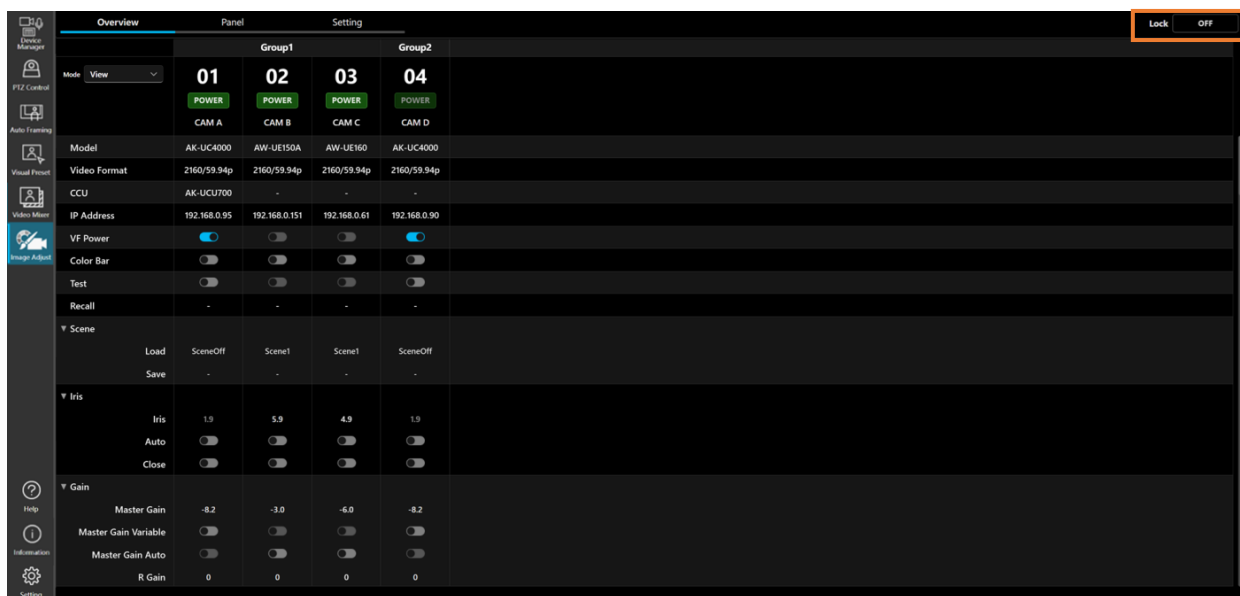 Overview Panel Setting Lock OFF
Device
Manager
PTZ Control
Auto Framing
Visual Preset
Video Mixer
Image Adjust
Help
Information
Setting
Group1 Group2
Mode View 01 02 03 04
POWER POWER POWER POWER
CAM A CAM B CAM C CAM D
Model AK-UC4000 AW-UE150A AW-UE160 AK-UC4000
Video Format 2160/59.94p 2160/59.94p 2160/59.94p 2160/59.94p
CCU AK-UCU700 - - -
IP Address 192.168.0.95 192.168.0.151 192.168.0.61 192.168.0.90
VF Power
Color Bar
Test
Recall - - - -
Scene
Load SceneOff Scene1 Scene1 SceneOff
Save - - - -
Iris
Iris 1.9 5.9 4.9 1.9
Auto
Close
Gain
Master Gain -8.2 -3.0 -6.0 -8.2
Master Gain Variable
Master Gain Auto
R Gain 0 0 0 0